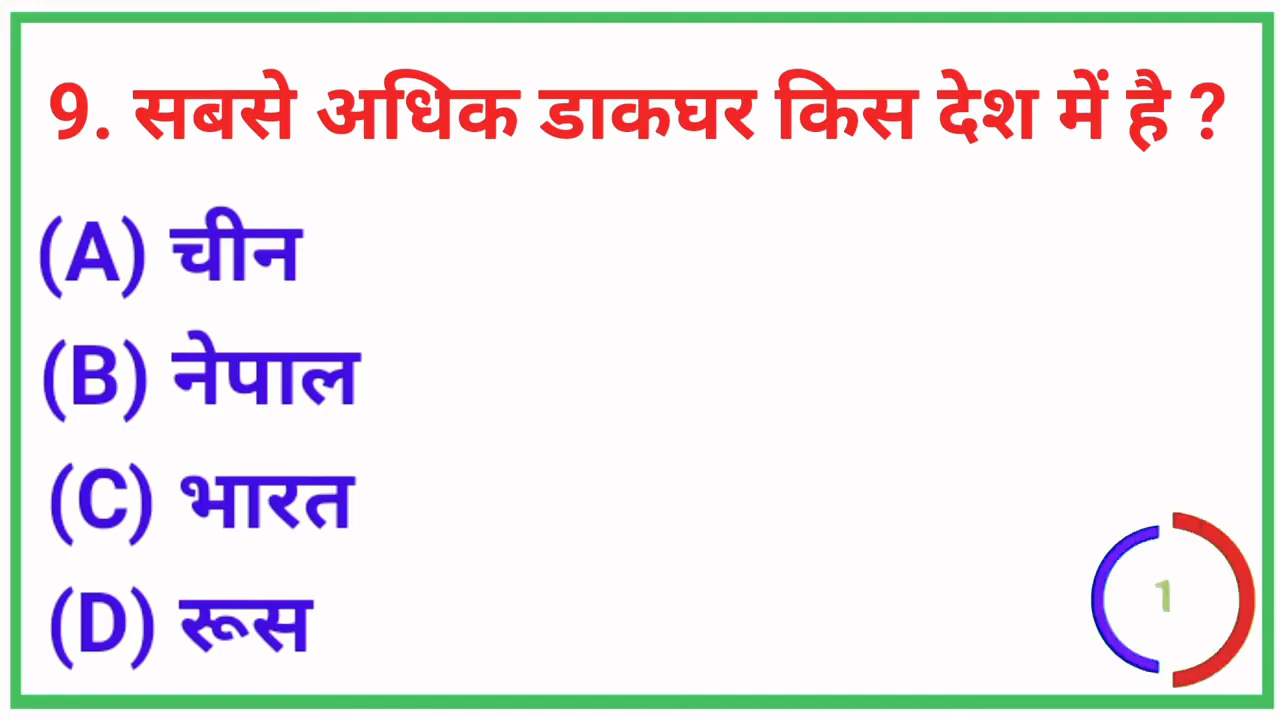 9. सबसे अधिक डाकघर किस देश में है ?
(A) चीन
(B) नेपाल
(C) भारत
(D) रूस
1